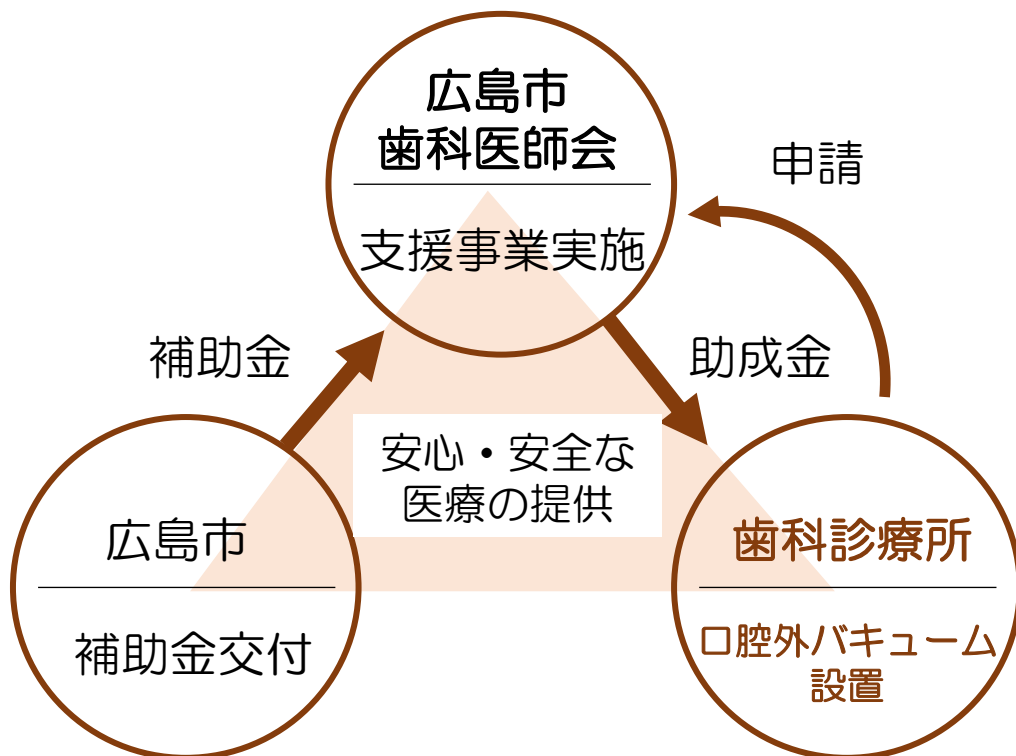 広島市
歯科医師会
支援事業実施
申請
補助金
助成金
安心・安全な
医療の提供
広島市
補助金交付
歯科診療所
口腔外バキューム
設置